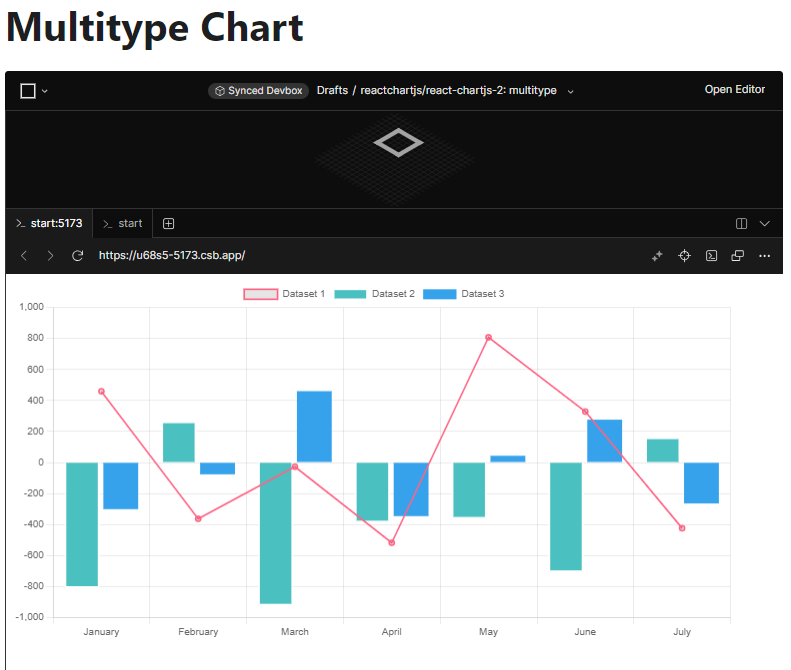 Multitype Chart
Synced Devbox Drafts / reactchartjs/react-chartjs-2: multitype Open Editor
start:5173 start
https://u68s5-5173.csb.app/
Dataset 1 Dataset 2 Dataset 3
1,000
800
600
400
200
0
-200
-400
-600
-800
-1,000
January February March April May June July